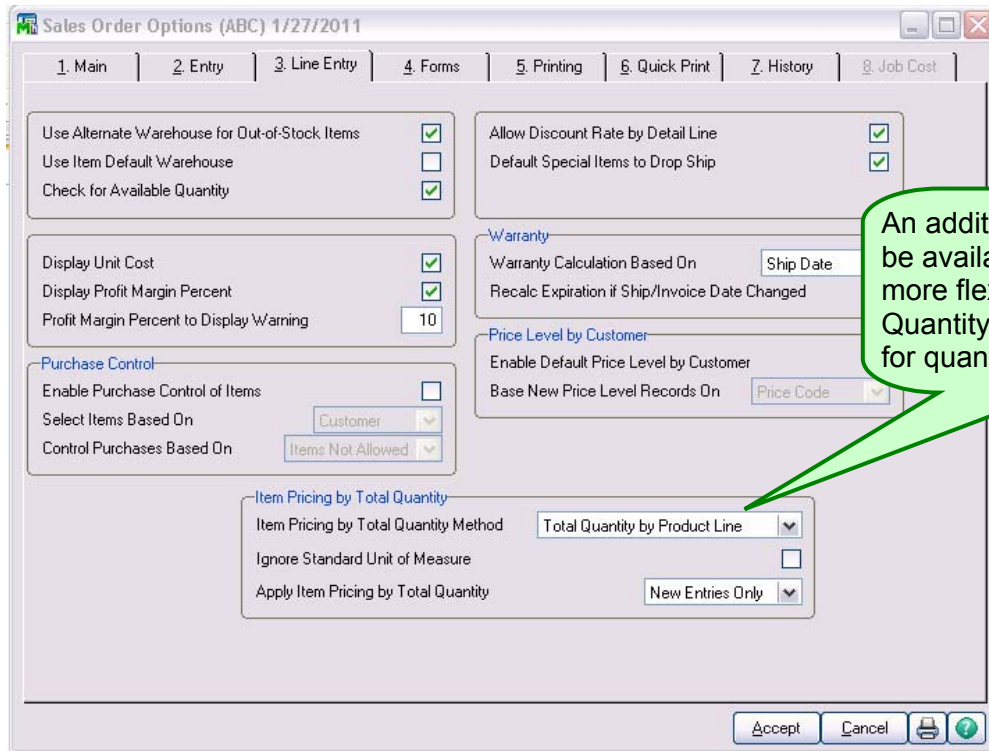 Sales Order Options (ABC) 1/27/2011
1. Main
2. Entry
3. Line Entry
4. Forms
5. Printing
6. Quick Print
7. History
8. Job Cost
Use Alternate Warehouse for Out-of-Stock Items
Use Item Default Warehouse
Check for Available Quantity
Allow Discount Rate by Detail Line
Default Special Items to Drop Ship
Display Unit Cost
Display Profit Margin Percent
Profit Margin Percent to Display Warning 10
Warranty
Warranty Calculation Based On Ship Date
Recalc Expiration if Ship/Invoice Date Changed
Purchase Control
Enable Purchase Control of Items
Select Items Based On Customer
Control Purchases Based On Items Not Allowed
Price Level by Customer
Enable Default Price Level by Customer
Base New Price Level Records On Price Code
Item Pricing by Total Quantity
Item Pricing by Total Quantity Method Total Quantity by Product Line
Ignore Standard Unit of Measure
Apply Item Pricing by Total Quantity New Entries Only
An
be
more
Quantity
for
Accept
Cancel